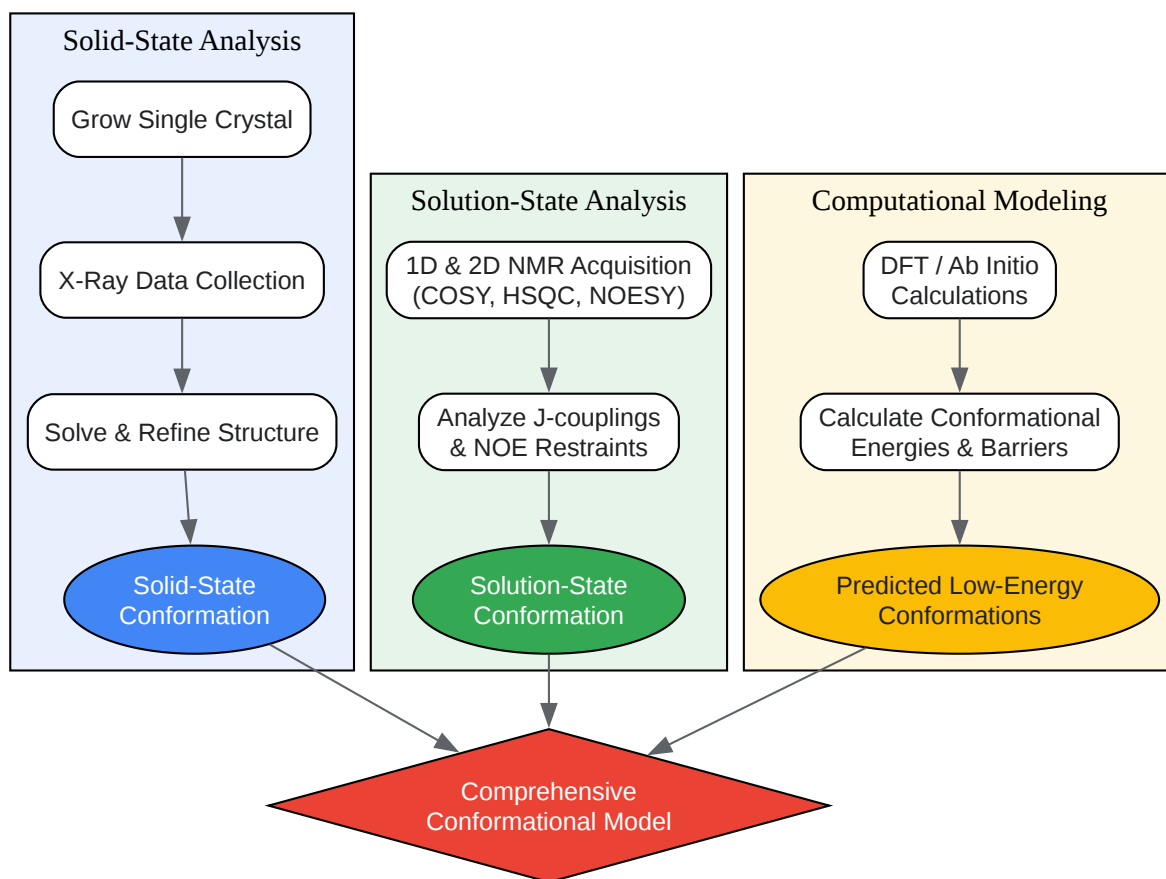 Solid-State Analysis
Grow Single Crystal
X-Ray Data Collection
Solve & Refine Structure
Solid-State
Conformation
Solution-State Analysis
1D & 2D NMR Acquisition
(COSY, HSQC, NOESY)
Analyze J-couplings
& NOE Restraints
Solution-State
Conformation
Computational Modeling
DFT / Ab Initio
Calculations
Calculate Conformational
Energies & Barriers
Predicted Low-Energy
Conformations
Comprehensive
Conformational Model